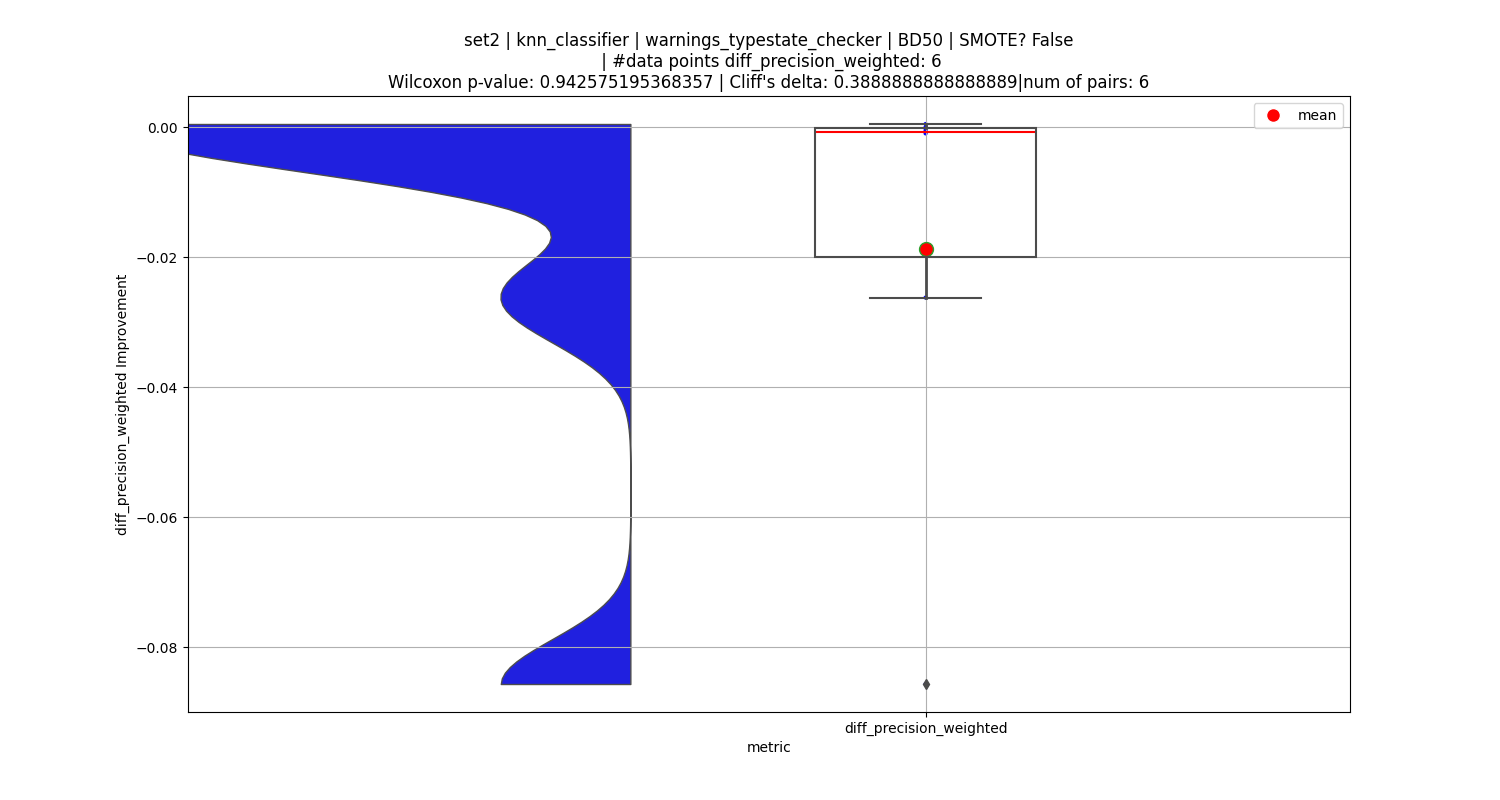 set2 | knn_classifier | warnings_typestate_checker | BD50 | SMOTE? False
| #data points diff_precision_weighted: 6
Wilcoxon p-value: 0.942575195368357 | Cliff's delta: 0.3888888888888889|num of pairs: 6
mean
0.00
−0.02
−0.04
−0.06
−0.08
diff_precision_weighted Improvement
diff_precision_weighted
metric